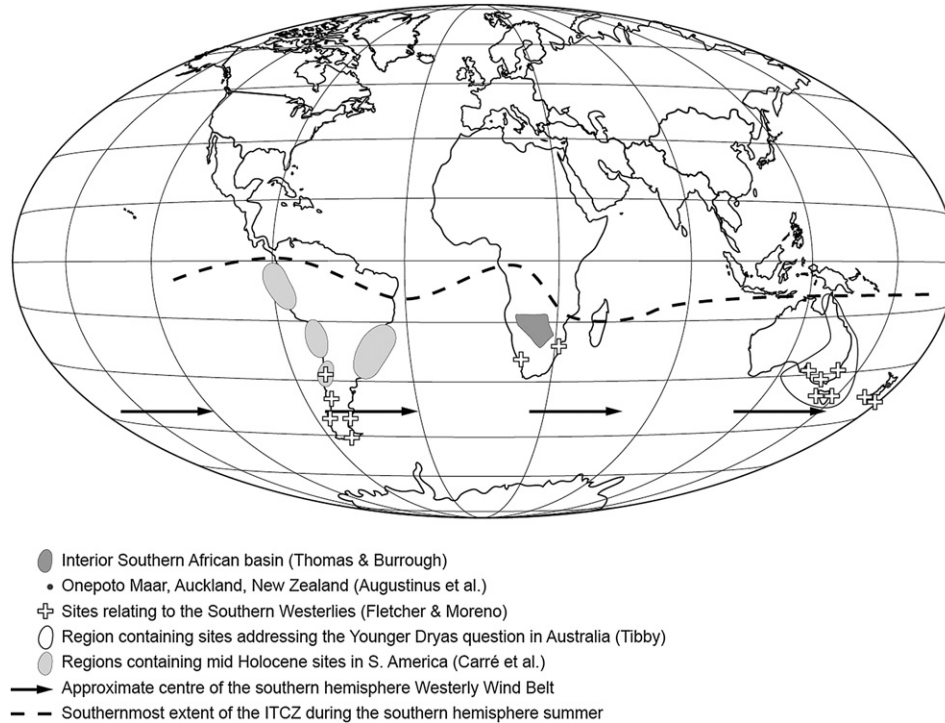 Interior Southern African basin (Thomas & Burrough)
Onepoto Maar, Auckland, New Zealand (Augustinus et al.)
Sites relating to the Southern Westerlies (Fletcher & Moreno)
Region containing sites addressing the Younger Dryas question in Australia (Tibby)
Regions containing mid Holocene sites in S. America (Carré et al.)
Approximate centre of the southern hemisphere Westerly Wind Belt
Southernmost extent of the ITCZ during the southern hemisphere summer